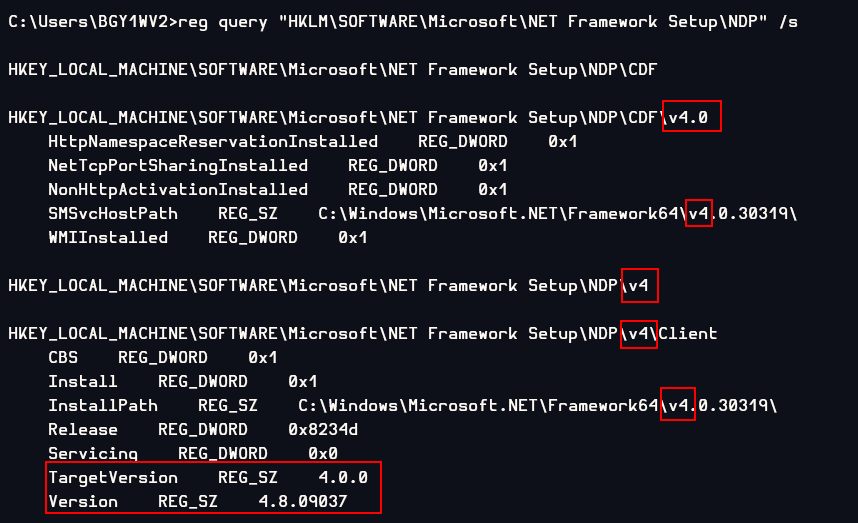 C:\Users\BGY1WV2>reg query "HKLM\SOFTWARE\Microsoft\NET Framework Setup\NDP" /s
HKEY_LOCAL_MACHINE\SOFTWARE\Microsoft\NET Framework Setup\NDP\CDF
HKEY_LOCAL_MACHINE\SOFTWARE\Microsoft\NET Framework Setup\NDP\CDF\v4.0
HttpNamespaceReservationInstalled    REG_DWORD    0x1
NetTcpPortSharingInstalled    REG_DWORD    0x1
NonHttpActivationInstalled    REG_DWORD    0x1
SMSvcHostPath    REG_SZ    C:\Windows\Microsoft.NET\Framework64\v4.0.30319\
WMIInstalled    REG_DWORD    0x1
HKEY_LOCAL_MACHINE\SOFTWARE\Microsoft\NET Framework Setup\NDP\v4
HKEY_LOCAL_MACHINE\SOFTWARE\Microsoft\NET Framework Setup\NDP\v4\Client
CBS    REG_DWORD    0x1
Install    REG_DWORD    0x1
InstallPath    REG_SZ    C:\Windows\Microsoft.NET\Framework64\v4.0.30319\
Release    REG_DWORD    0x8234d
Servicing    REG_DWORD    0x0
TargetVersion    REG_SZ    4.0.0
Version    REG_SZ    4.8.09037